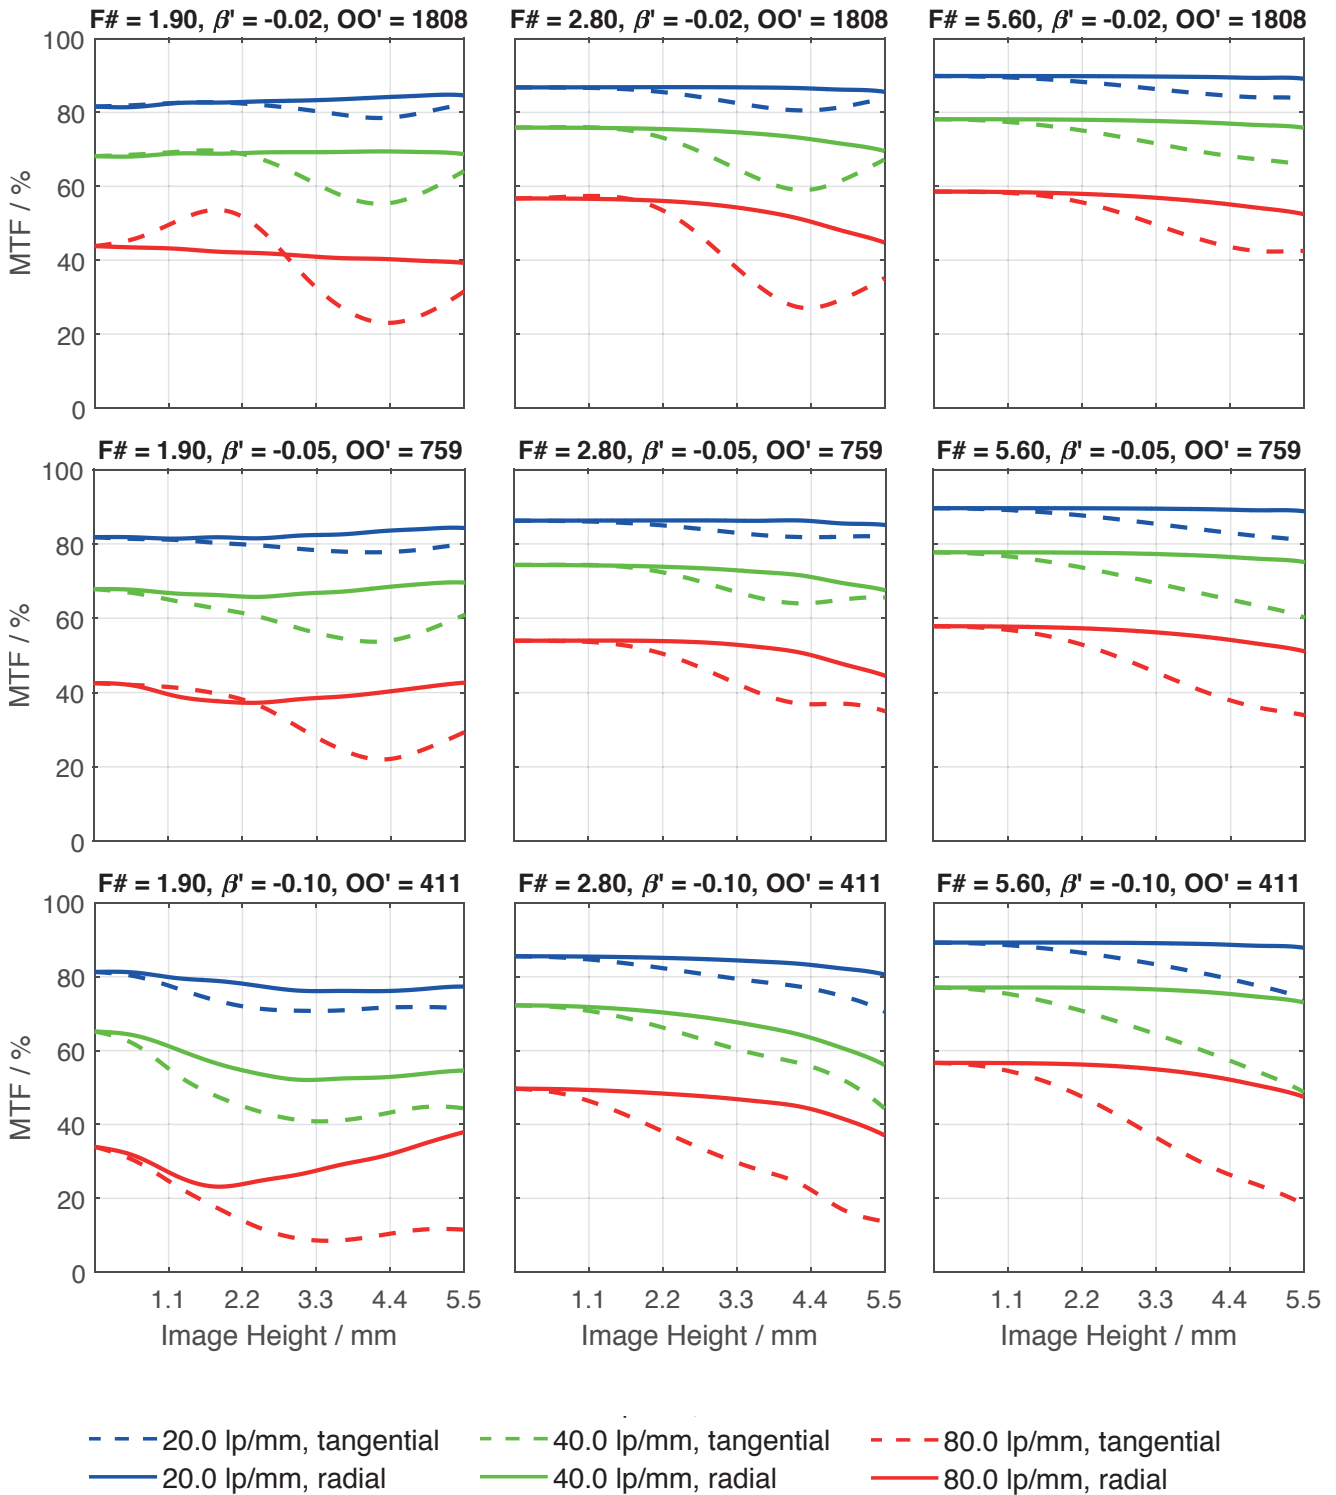 F# = 1.90, β' = -0.02, OO' = 1808
F# = 2.80, β' = -0.02, OO' = 1808
F# = 5.60, β' = -0.02, OO' = 1808
100
80
60
40
20
0
MTF / %
F# = 1.90, β' = -0.05, OO' = 759
F# = 2.80, β' = -0.05, OO' = 759
F# = 5.60, β' = -0.05, OO' = 759
100
80
60
40
20
0
MTF / %
F# = 1.90, β' = -0.10, OO' = 411
F# = 2.80, β' = -0.10, OO' = 411
F# = 5.60, β' = -0.10, OO' = 411
100
80
60
40
20
0
MTF / %
1.1 2.2 3.3 4.4 5.5
1.1 2.2 3.3 4.4 5.5
1.1 2.2 3.3 4.4 5.5
Image Height / mm
Image Height / mm
Image Height / mm
20.0 lp/mm, tangential
40.0 lp/mm, tangential
80.0 lp/mm, tangential
20.0 lp/mm, radial
40.0 lp/mm, radial
80.0 lp/mm, radial